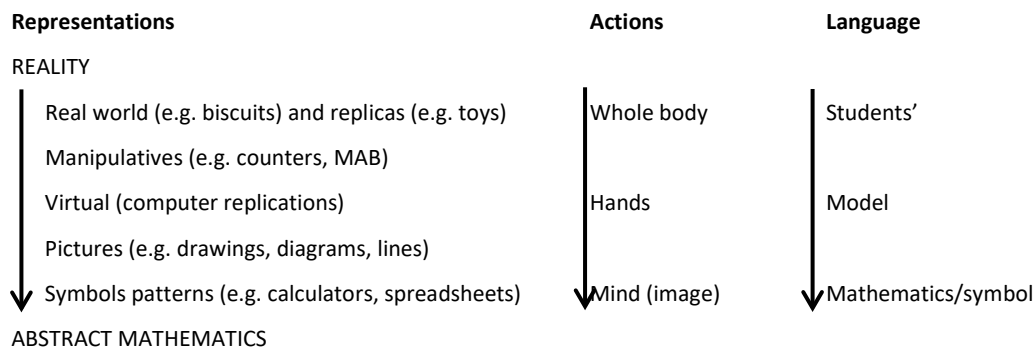 Representations Actions Language
REALITY
Real world (e.g. biscuits) and replicas (e.g. toys) Whole body Students’
Manipulatives (e.g. counters, MAB)
Virtual (computer replications) Hands Model
Pictures (e.g. drawings, diagrams, lines)
Symbols patterns (e.g. calculators, spreadsheets) Mind (image) Mathematics/symbol
ABSTRACT MATHEMATICS